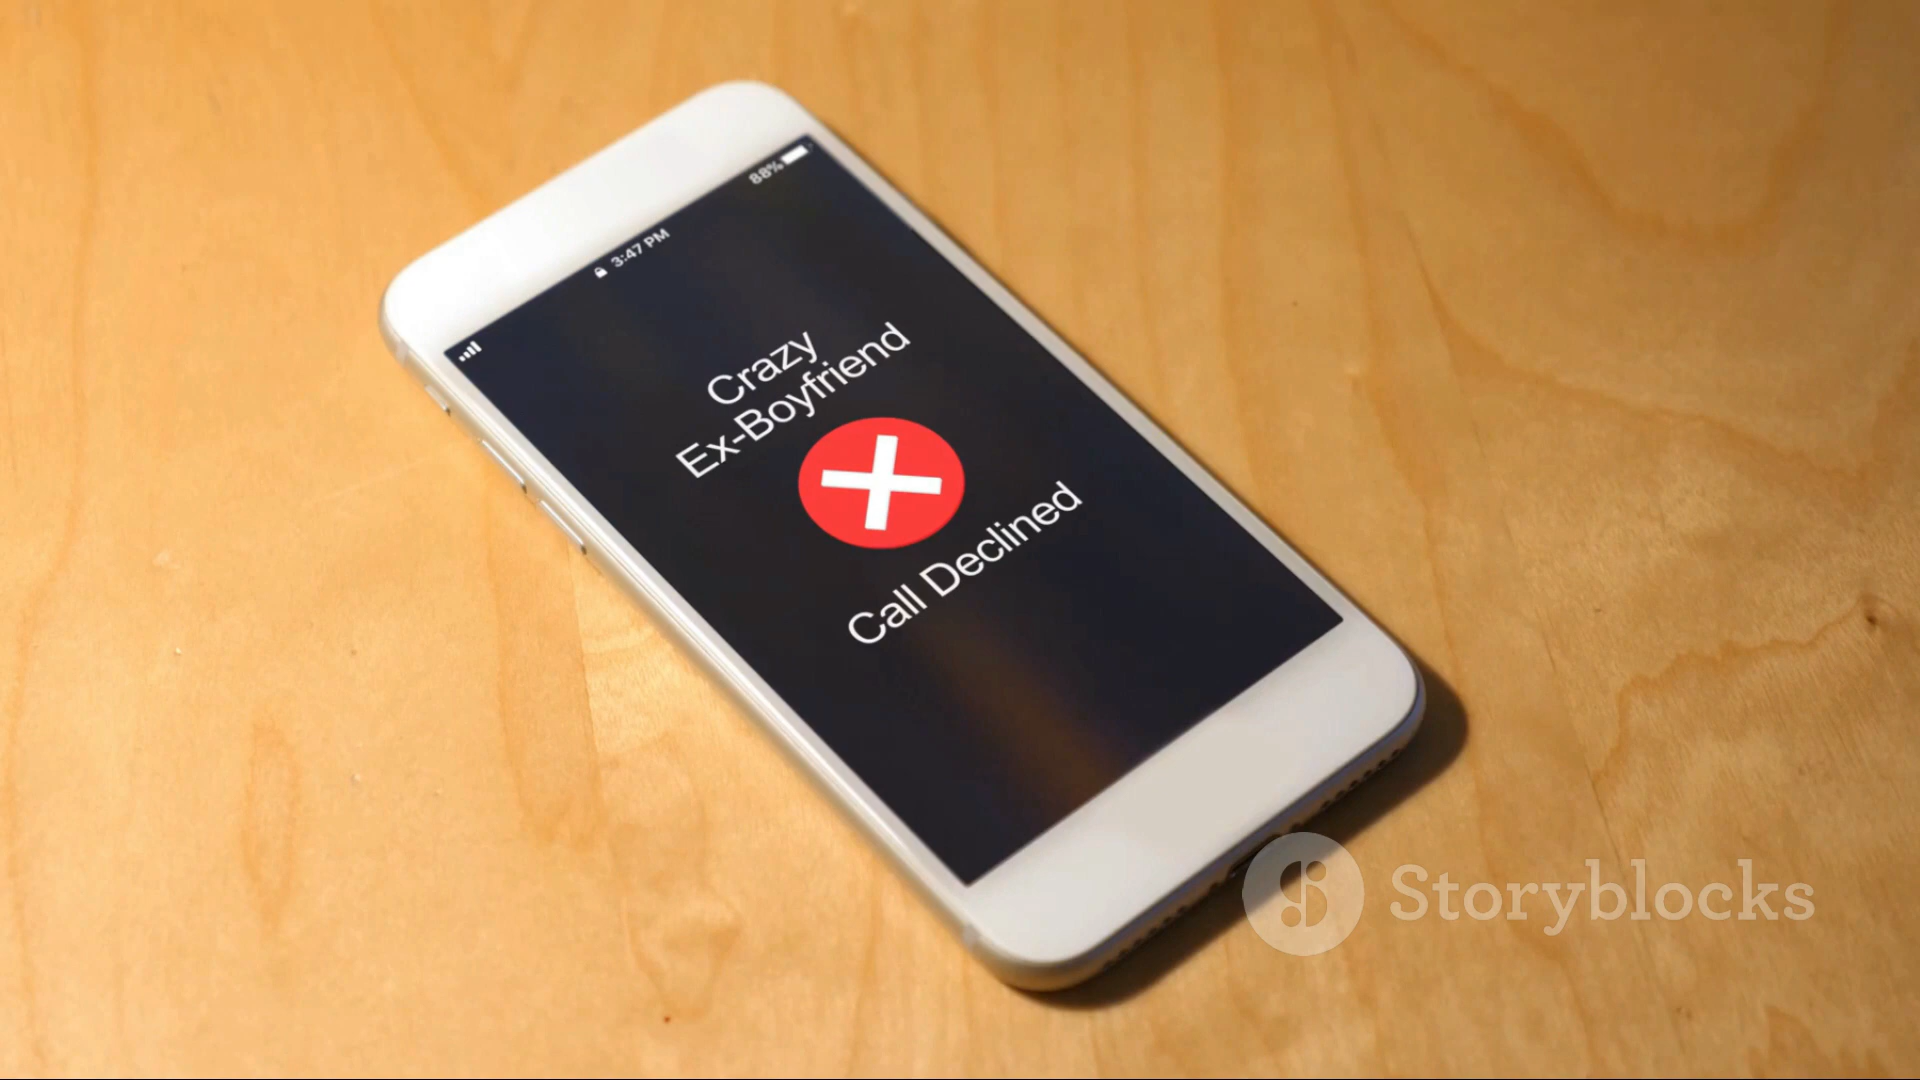 88%
3:47 PM
Crazy
Ex-Boyfriend
Call Declined
Storyblocks